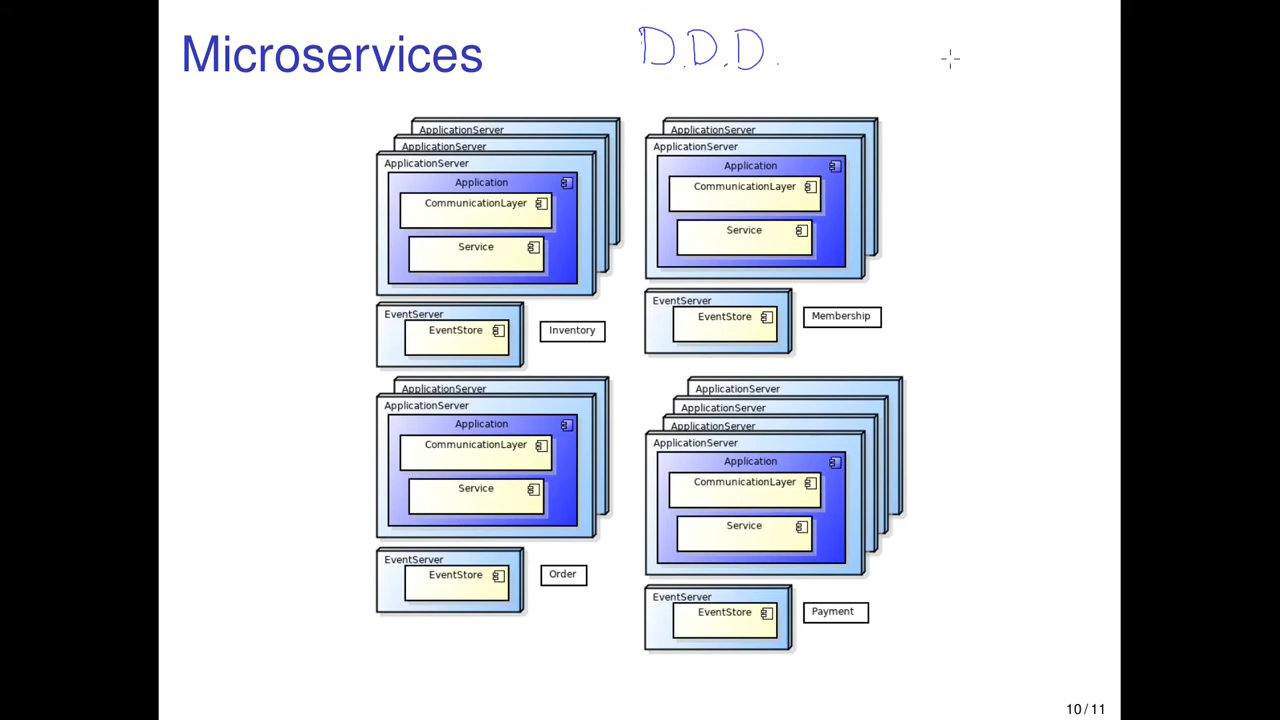 Microservices D.D.D.
ApplicationServer
ApplicationServer
ApplicationServer
Application
CommunicationLayer
Service
EventServer
EventStore
Inventory
ApplicationServer
ApplicationServer
Application
CommunicationLayer
Service
EventServer
EventStore
Membership
ApplicationServer
ApplicationServer
Application
CommunicationLayer
Service
EventServer
EventStore
Order
ApplicationServer
ApplicationServer
ApplicationServer
ApplicationServer
Application
CommunicationLayer
Service
EventServer
EventStore
Payment
10 / 11